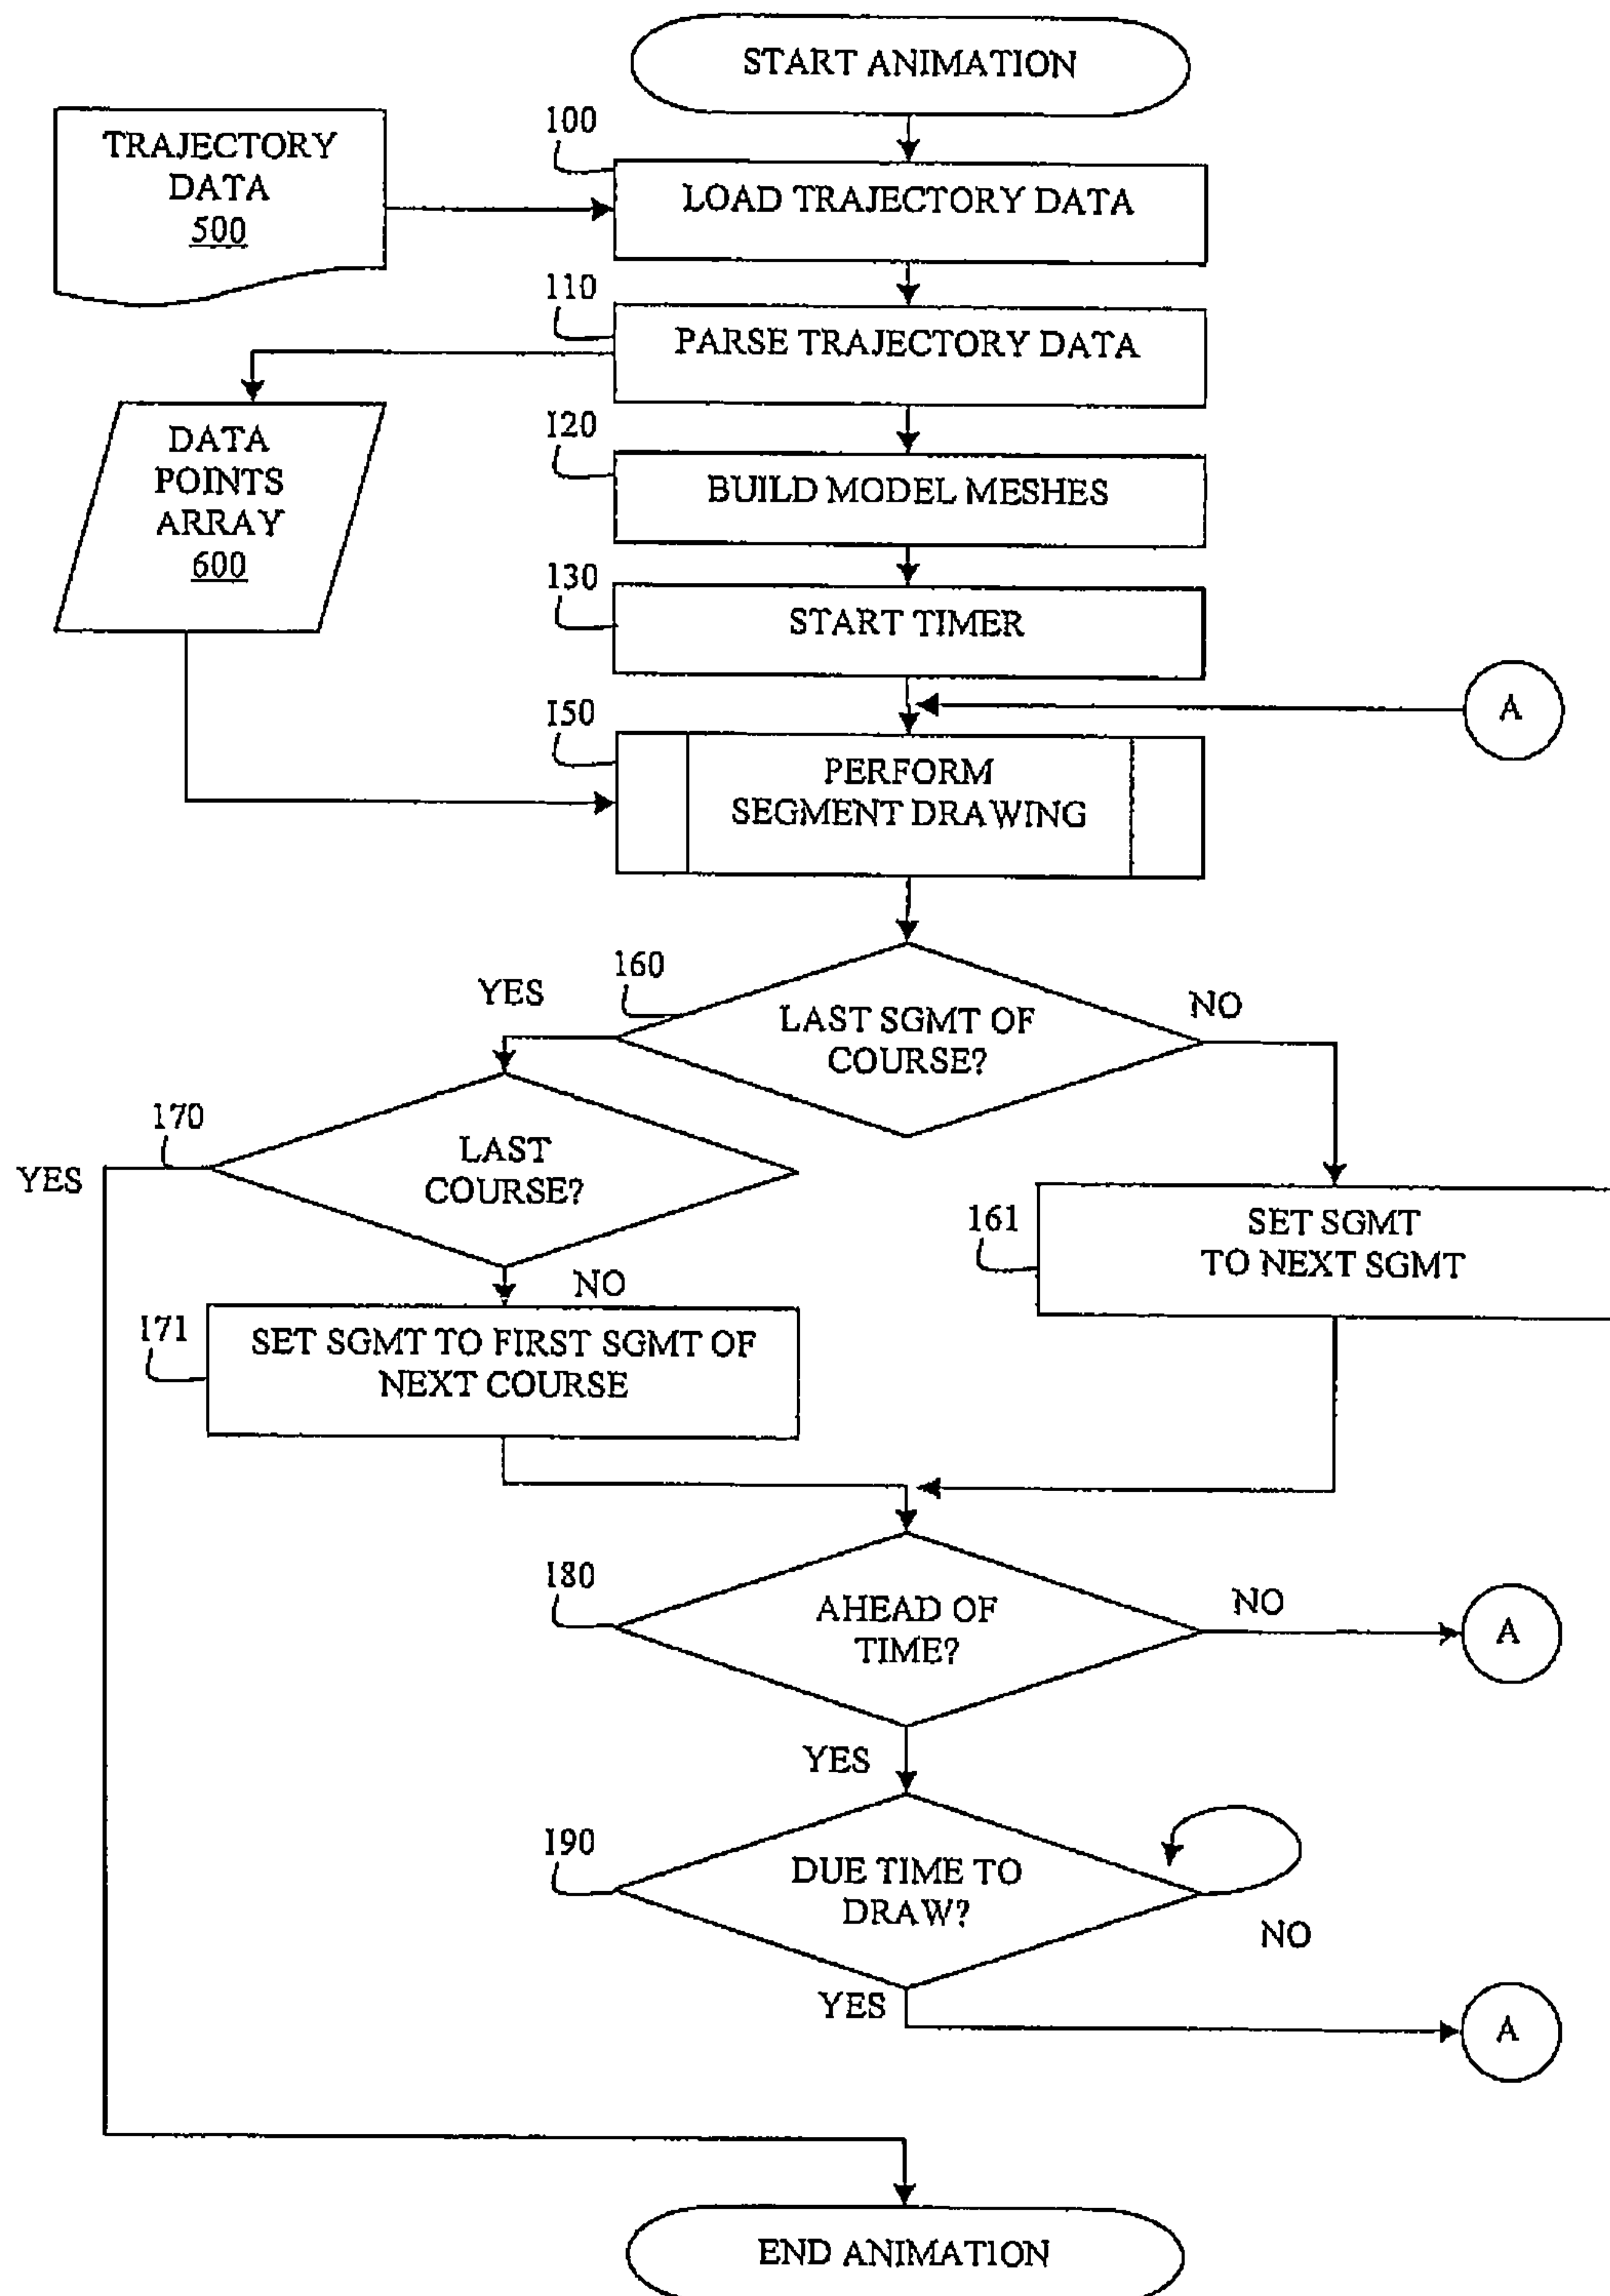 START ANIMATION
100
TRAJECTORY
DATA
500
LOAD TRAJECTORY DATA
110
PARSE TRAJECTORY DATA
120
DATA
POINTS
ARRAY
600
BUILD MODEL MESHES
130
START TIMER
A
150
PERFORM
SEGMENT DRAWING
160
YES
NO
LAST SGMT OF
COURSE?
170
YES
LAST
COURSE?
161
SET SGMT
TO NEXT SGMT
NO
171
SET SGMT TO FIRST SGMT OF
NEXT COURSE
180
AHEAD OF
TIME?
NO
A
YES
190
DUE TIME TO
DRAW?
NO
YES
A
END ANIMATION